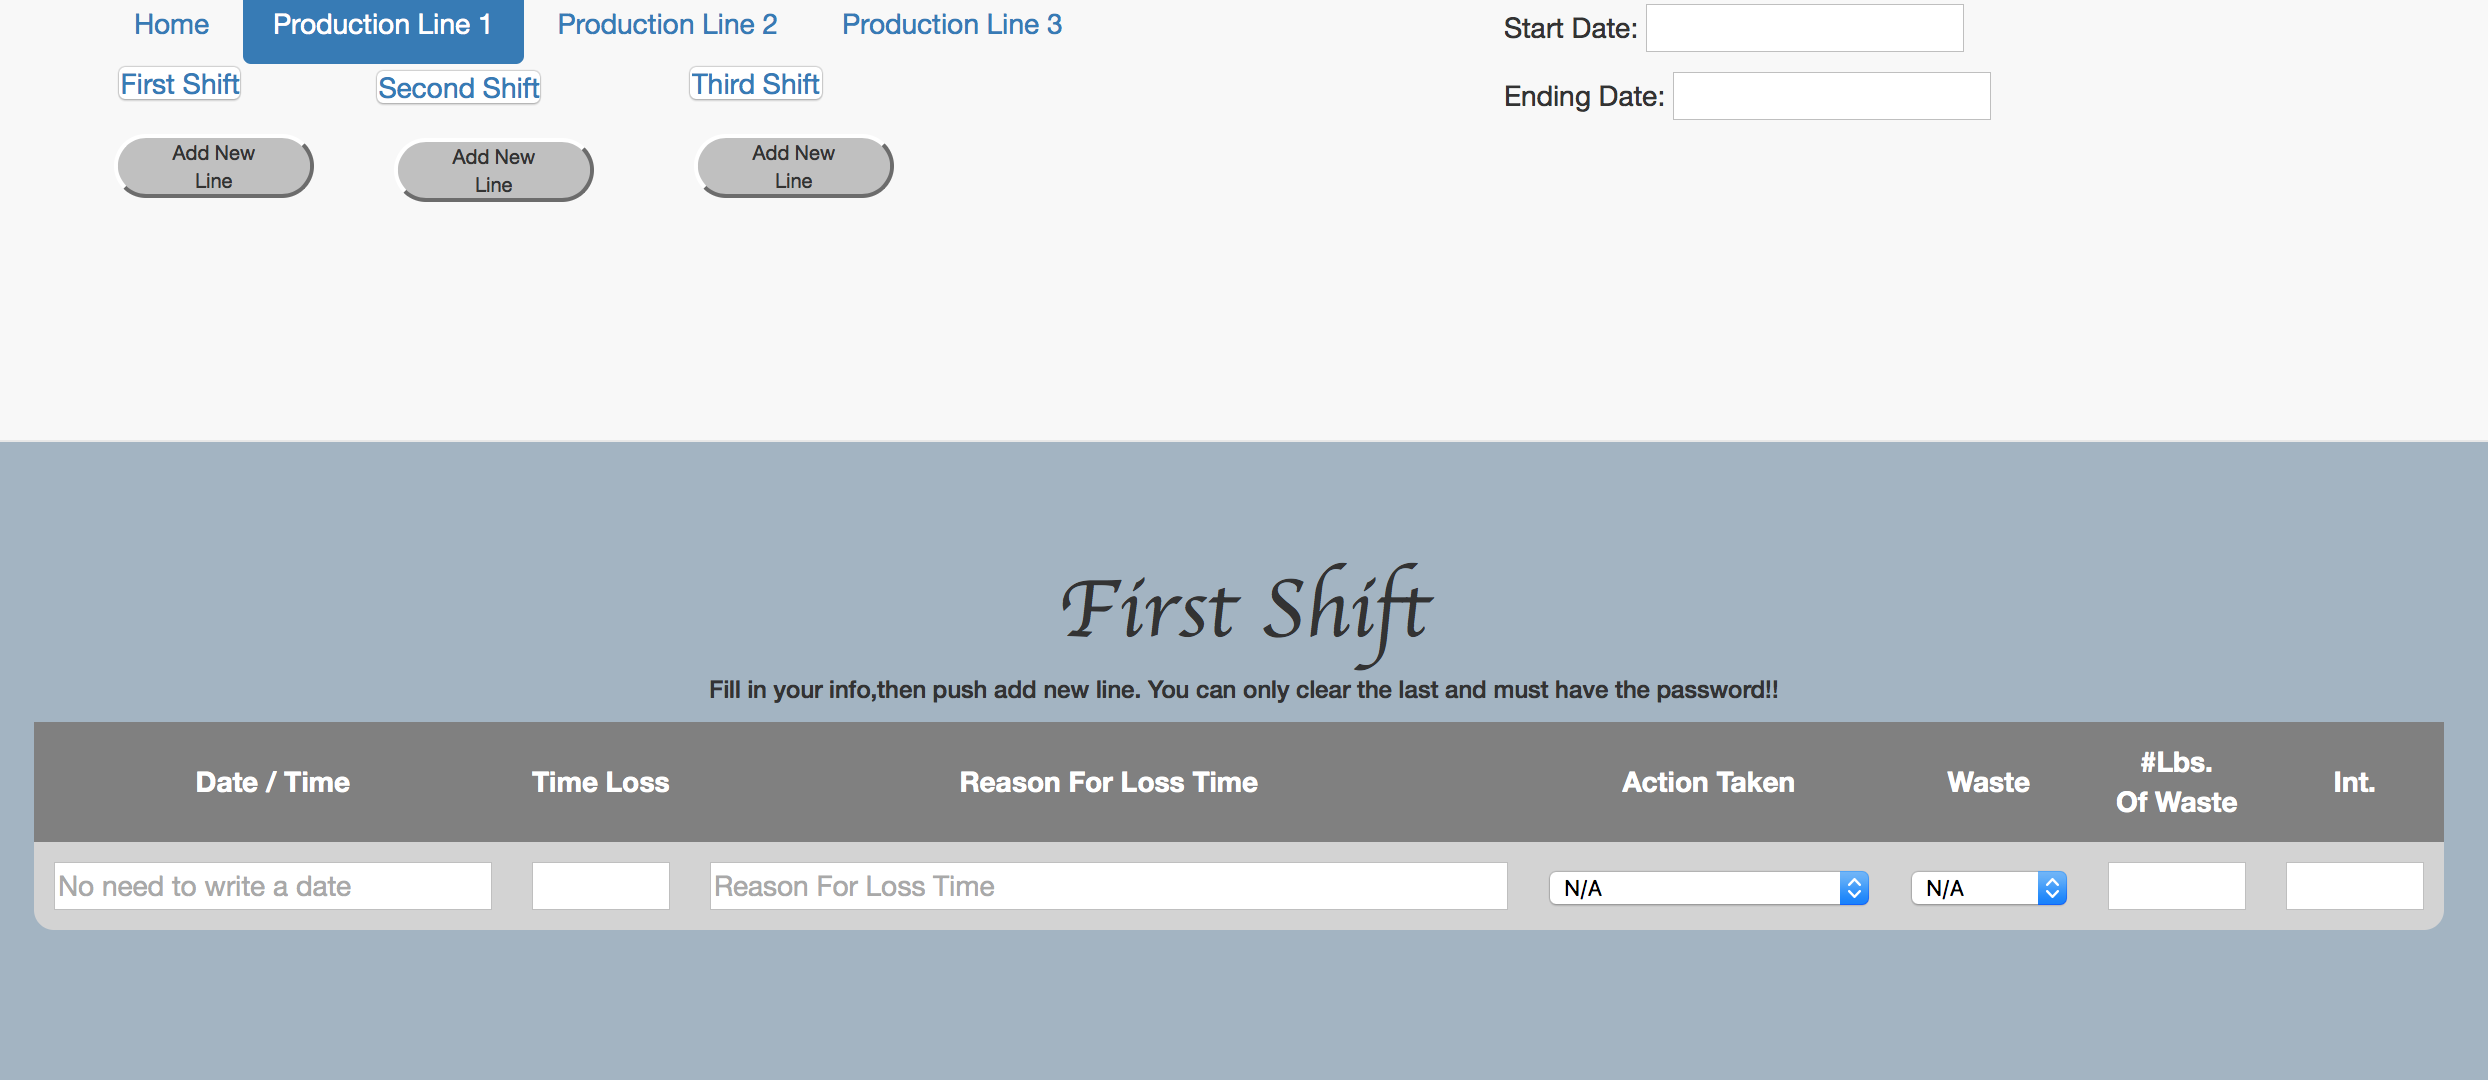 Home Production Line 1 Production Line 2 Production Line 3
Start Date:
First Shift Second Shift Third Shift
Ending Date:
Add New
Line
Add New
Line
Add New
Line
First Shift
Fill in your info,then push add new line. You can only clear the last and must have the password!!
Date / Time Time Loss Reason For Loss Time Action Taken Waste #Lbs.
Of Waste Int.
No need to write a date Reason For Loss Time N/A N/A